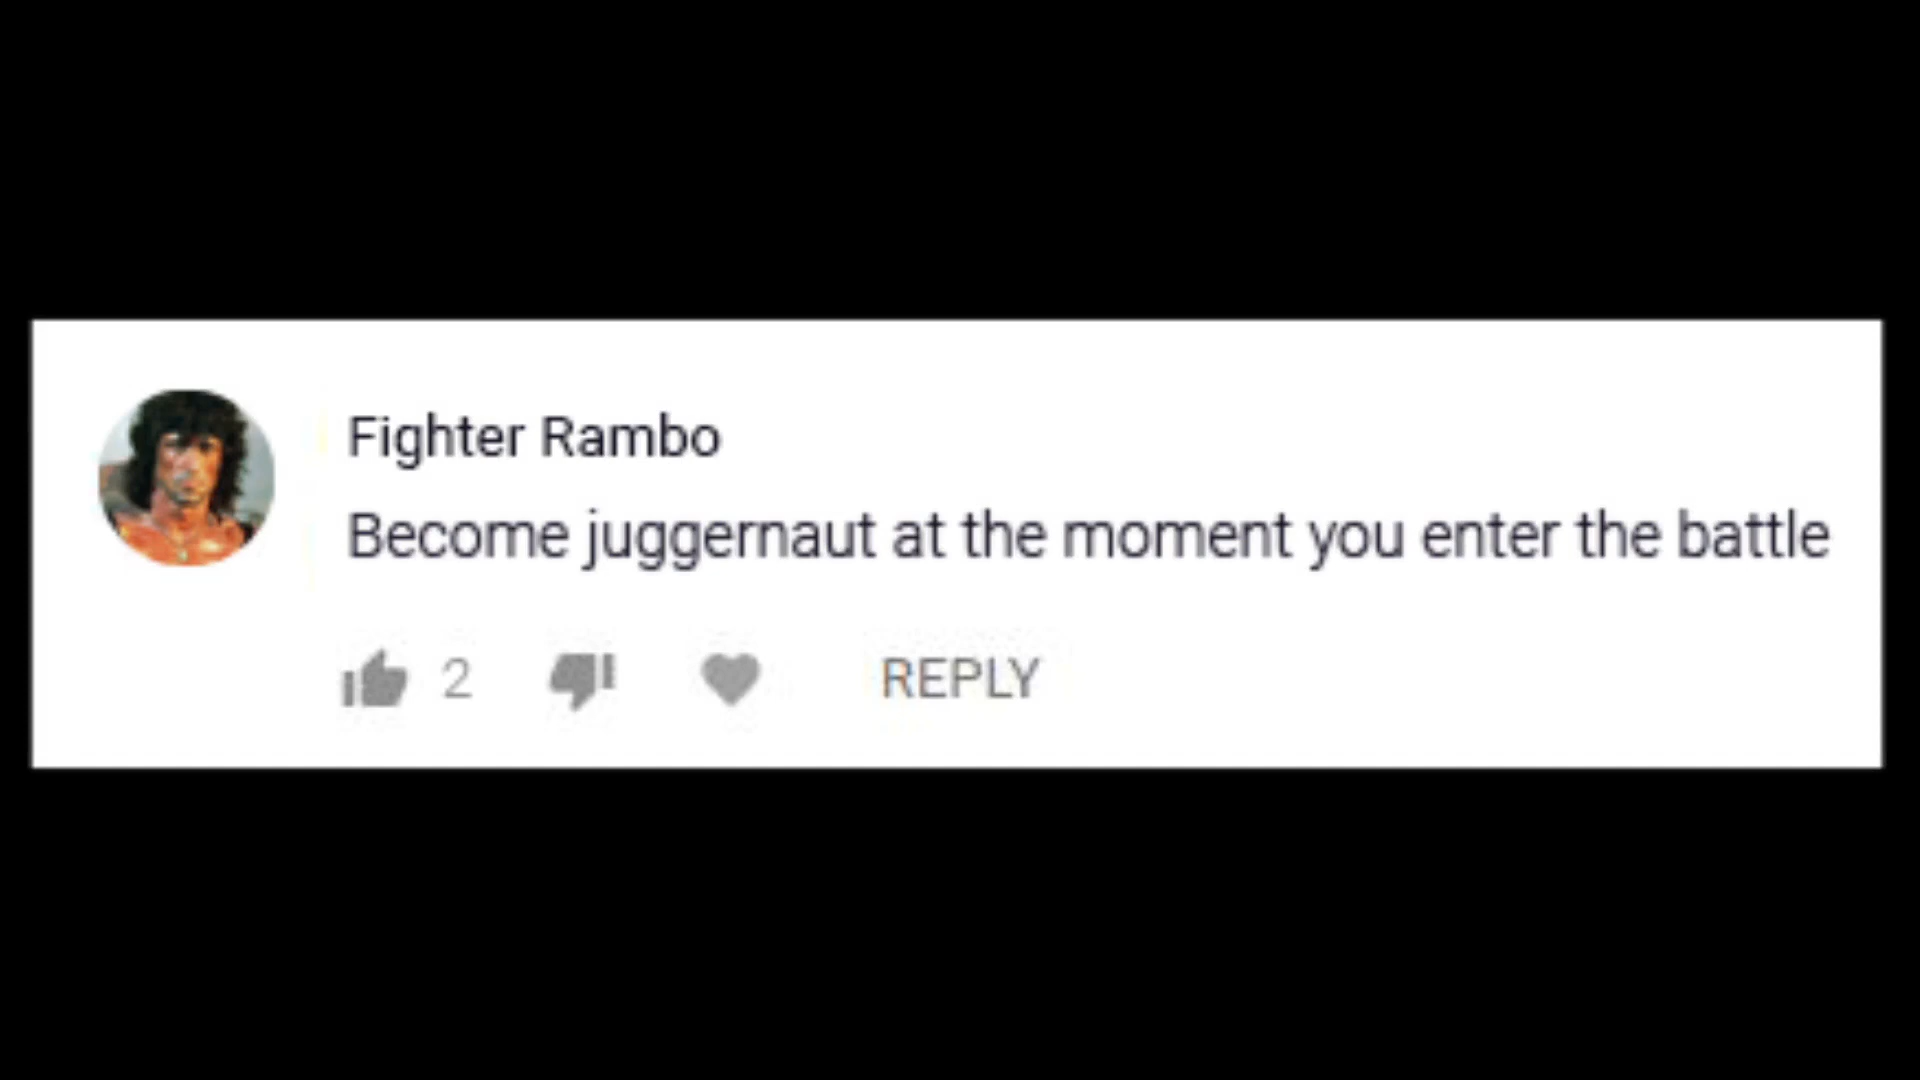 Fighter Rambo
Become juggernaut at the moment you enter the battle
2 REPLY